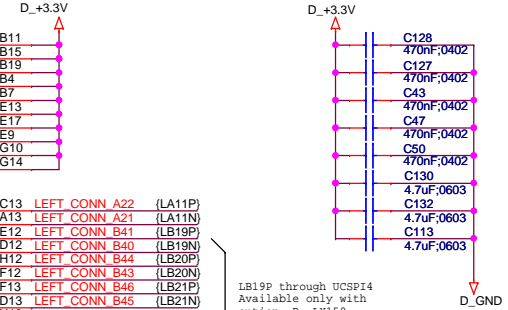 D_+3.3V
D_+3.3V
B11
B15
B19
B4
B7
E13
E17
E9
G10
G14
C128
470nF;0402
C127
470nF;0402
C43
470nF;0402
C47
470nF;0402
C50
470nF;0402
C130
4.7uF;0603
C132
4.7uF;0603
C113
4.7uF;0603
D_GND
C13 LEFT_CONN_A22 {LA11P}
A13 LEFT_CONN_A21 {LA11N}
E12 LEFT_CONN_B41 {LB19P}
D12 LEFT_CONN_B40 {LB19N}
H12 LEFT_CONN_B44 {LB20P}
F12 LEFT_CONN_B43 {LB20N}
F13 LEFT_CONN_B46 {LB21P}
D13 LEFT_CONN_B45 {LB21N}
LB19P through UCSPI4
Available only with